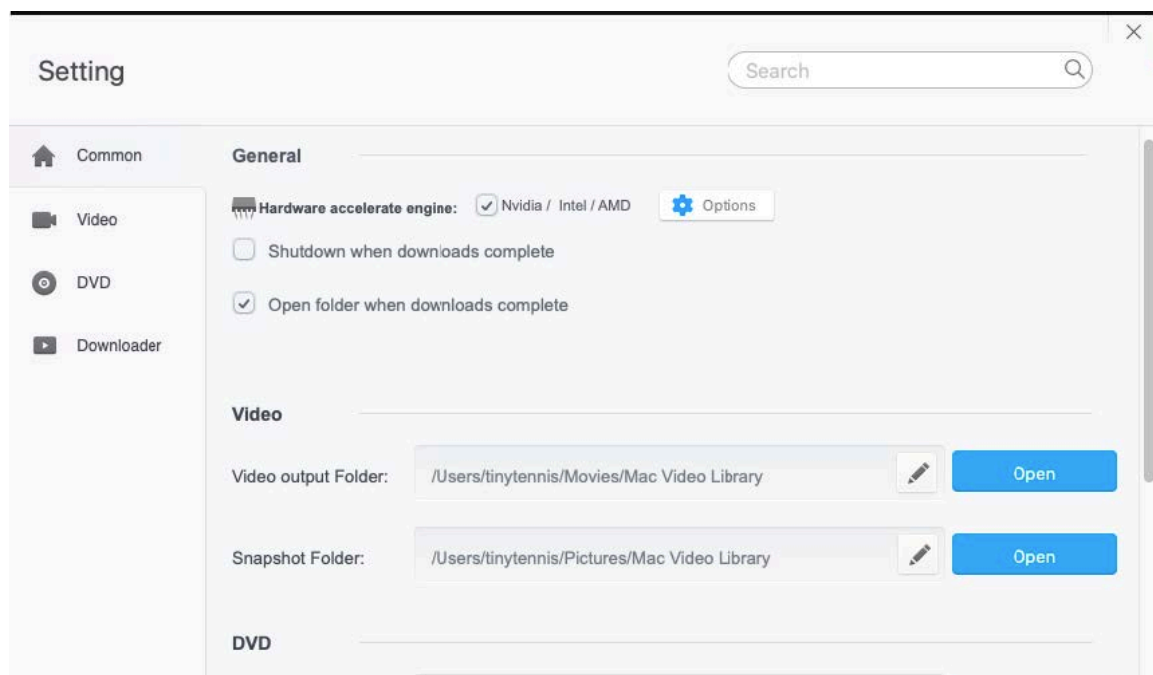 Setting
Search
Common
Video
DVD
Downloader
General
Hardware accelerate engine: Nvidia / Intel / AMD Options
Shutdown when downloads complete
Open folder when downloads complete
Video
Video output Folder: /Users/tinytennis/Movies/Mac Video Library Open
Snapshot Folder: /Users/tinytennis/Pictures/Mac Video Library Open
DVD